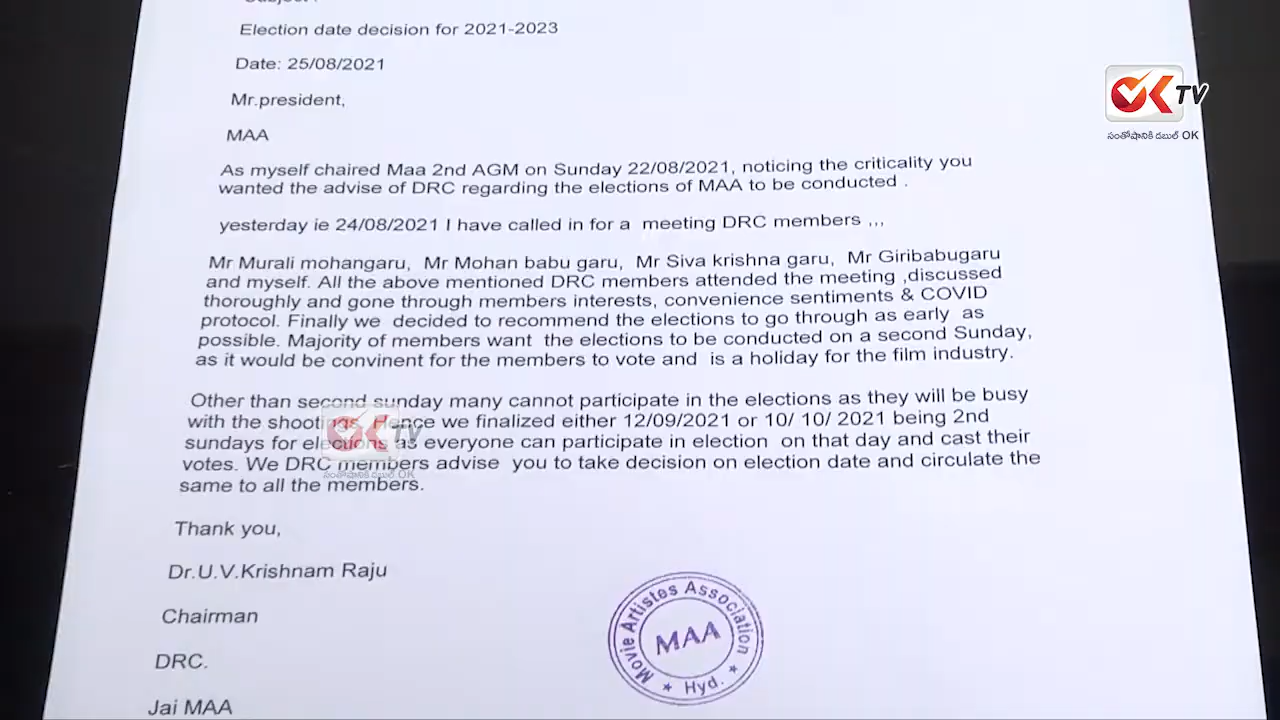 Subject :
Election date decision for 2021-2023
Date: 25/08/2021
Mr.president,
MAA
As myself chaired Maa 2nd AGM on Sunday 22/08/2021, noticing the criticality you
wanted the advise of DRC regarding the elections of MAA to be conducted .
yesterday ie 24/08/2021 I have called in for a meeting DRC members ,,,
Mr Murali mohangaru, Mr Mohan babu garu, Mr Siva krishna garu, Mr Giribabugaru
and myself. All the above mentioned DRC members attended the meeting ,discussed
thoroughly and gone through members interests, convenience sentiments & COVID
protocol. Finally we decided to recommend the elections to go through as early as
possible. Majority of members want the elections to be conducted on a second Sunday,
as it would be convinent for the members to vote and is a holiday for the film industry.
Other than second sunday many cannot participate in the elections as they will be busy
with the shootings. Hence we finalized either 12/09/2021 or 10/ 10/ 2021 being 2nd
sundays for elections as everyone can participate in election on that day and cast their
votes. We DRC members advise you to take decision on election date and circulate the
same to all the members.
Thank you,
Dr.U.V.Krishnam Raju
Chairman
DRC.
Jai MAA
Movie Artistes Association
MAA
★ Hyd. ★
OK TV
సంతోషానికి డబుల్ OK
OK TV
సంతోషానికి డబుల్ OK